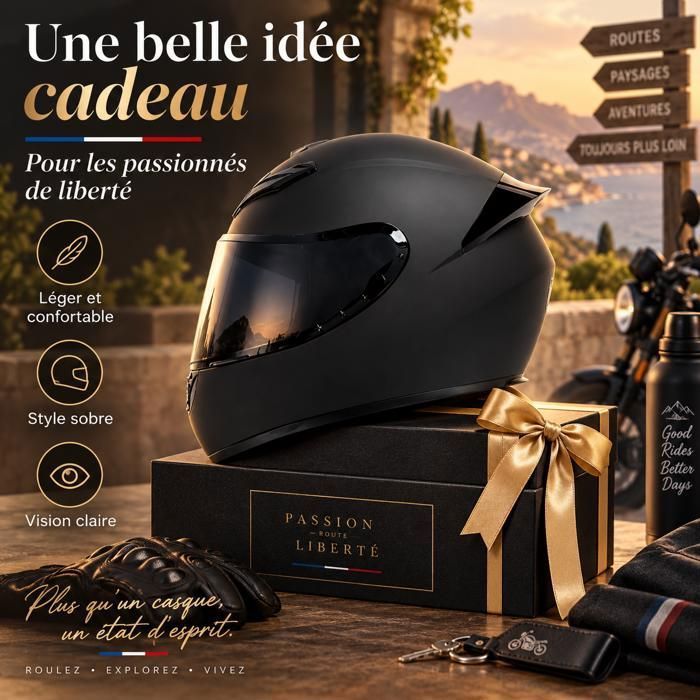 Une belle idée
cadeau
Pour les passionnés
de liberté
Léger et
confortable
Style sobre
Vision claire
ROUTES
PAYSAGES
AVENTURES
TOUJOURS PLUS LOIN
Good
Rides
Better
Days
PASSION
ROUTE
LIBERTÉ
Plus qu'un casque,
un état d'esprit.
ROULEZ • EXPLOREZ • VIVEZ